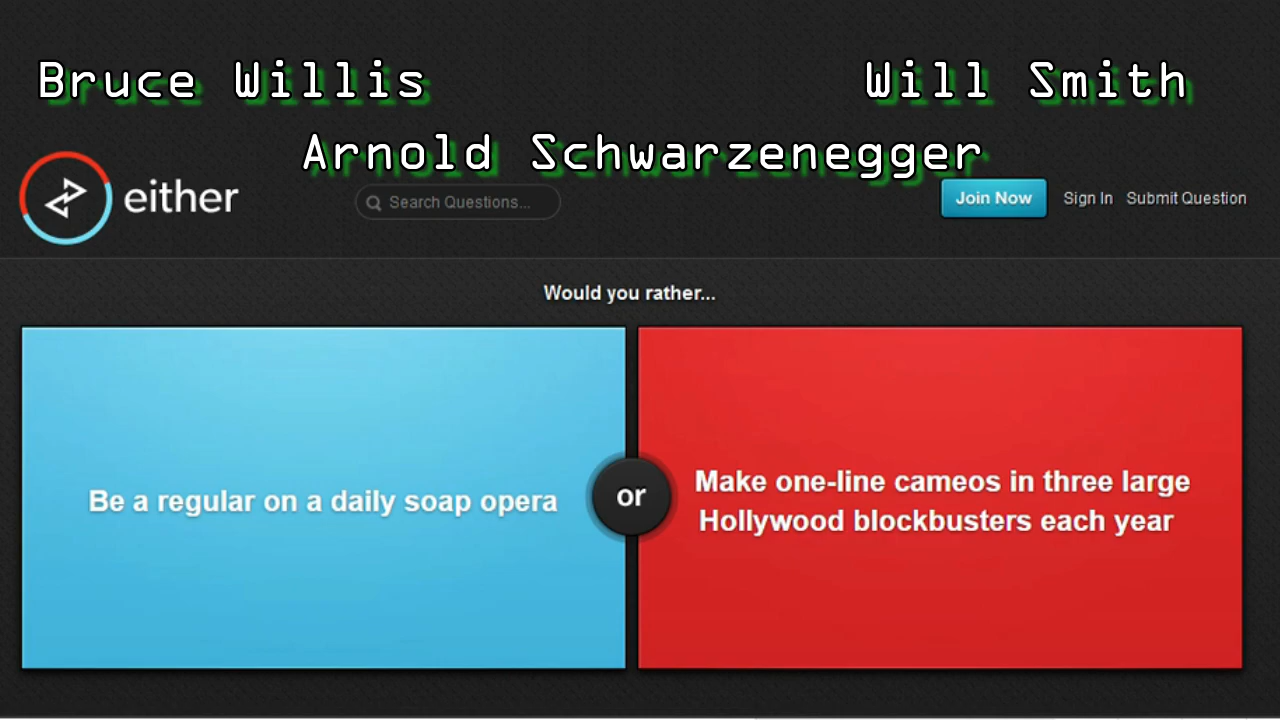 Bruce Willis
Will Smith
Arnold Schwarzenegger
either
Search Questions...
Join Now
Sign In
Submit Question
Would you rather...
Be a regular on a daily soap opera
or
Make one-line cameos in three large
Hollywood blockbusters each year